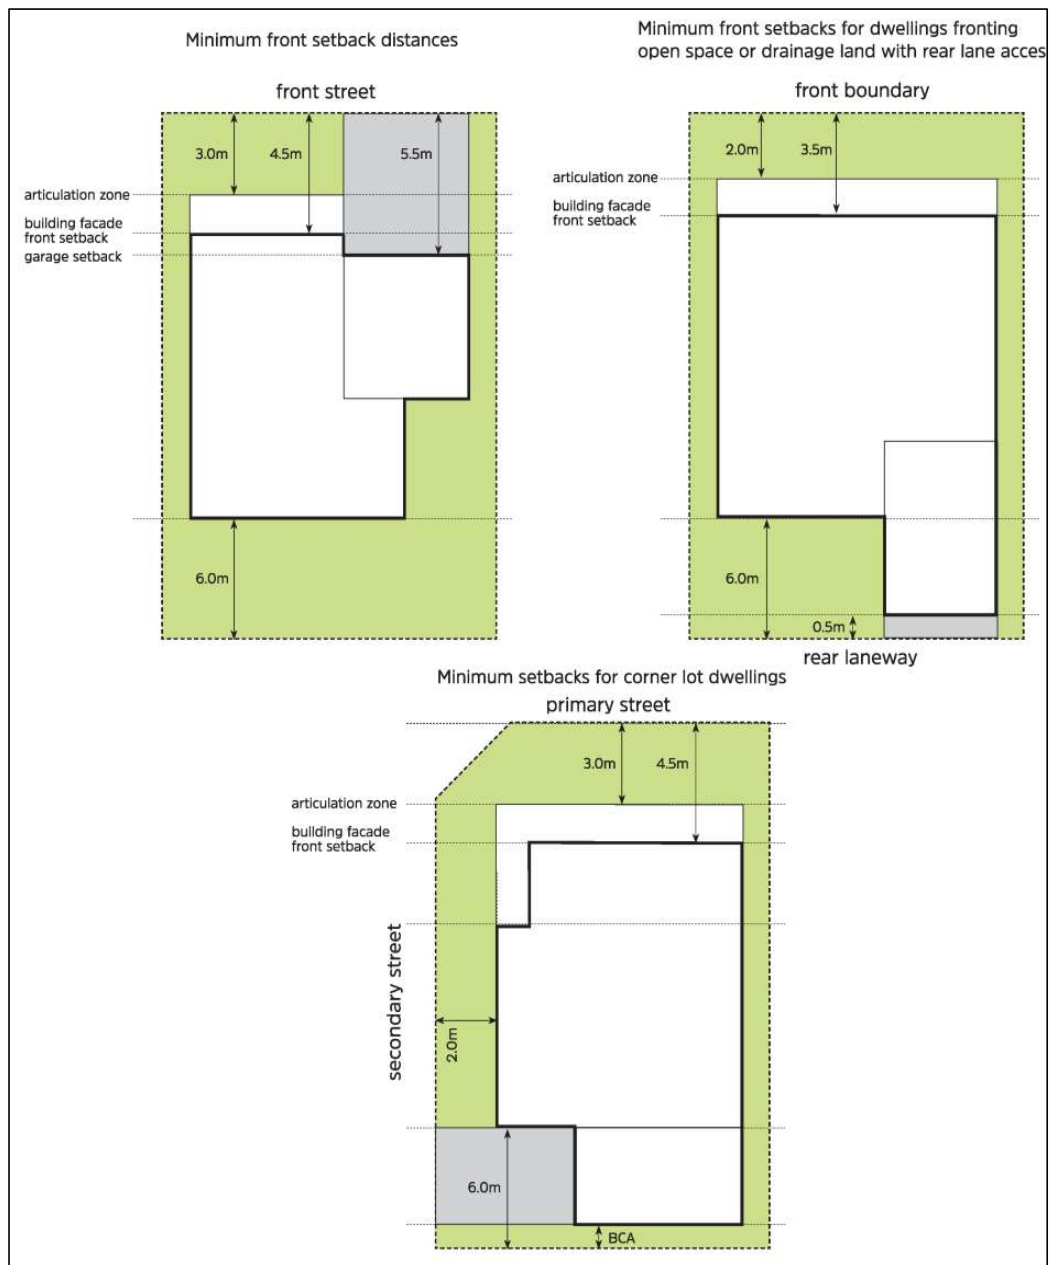 Minimum front setback distances
front street
3.0m
4.5m
5.5m
articulation zone
building facade
front setback
garage setback
6.0m
Minimum front setbacks for dwellings fronting
open space or drainage land with rear lane acces
front boundary
2.0m
3.5m
articulation zone
building facade
front setback
6.0m
0.5m
rear laneway
Minimum setbacks for corner lot dwellings
primary street
3.0m
4.5m
articulation zone
building facade
front setback
secondary street
2.0m
6.0m
BCA